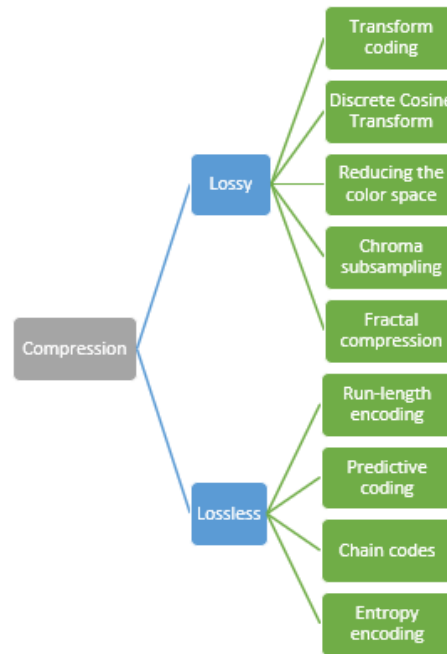 Transform
coding
Discrete Cosine
Transform
Reducing the
color space
Lossy
Chroma
subsampling
Fractal
compression
Compression
Run-length
encoding
Predictive
coding
Lossless
Chain codes
Entropy
encoding